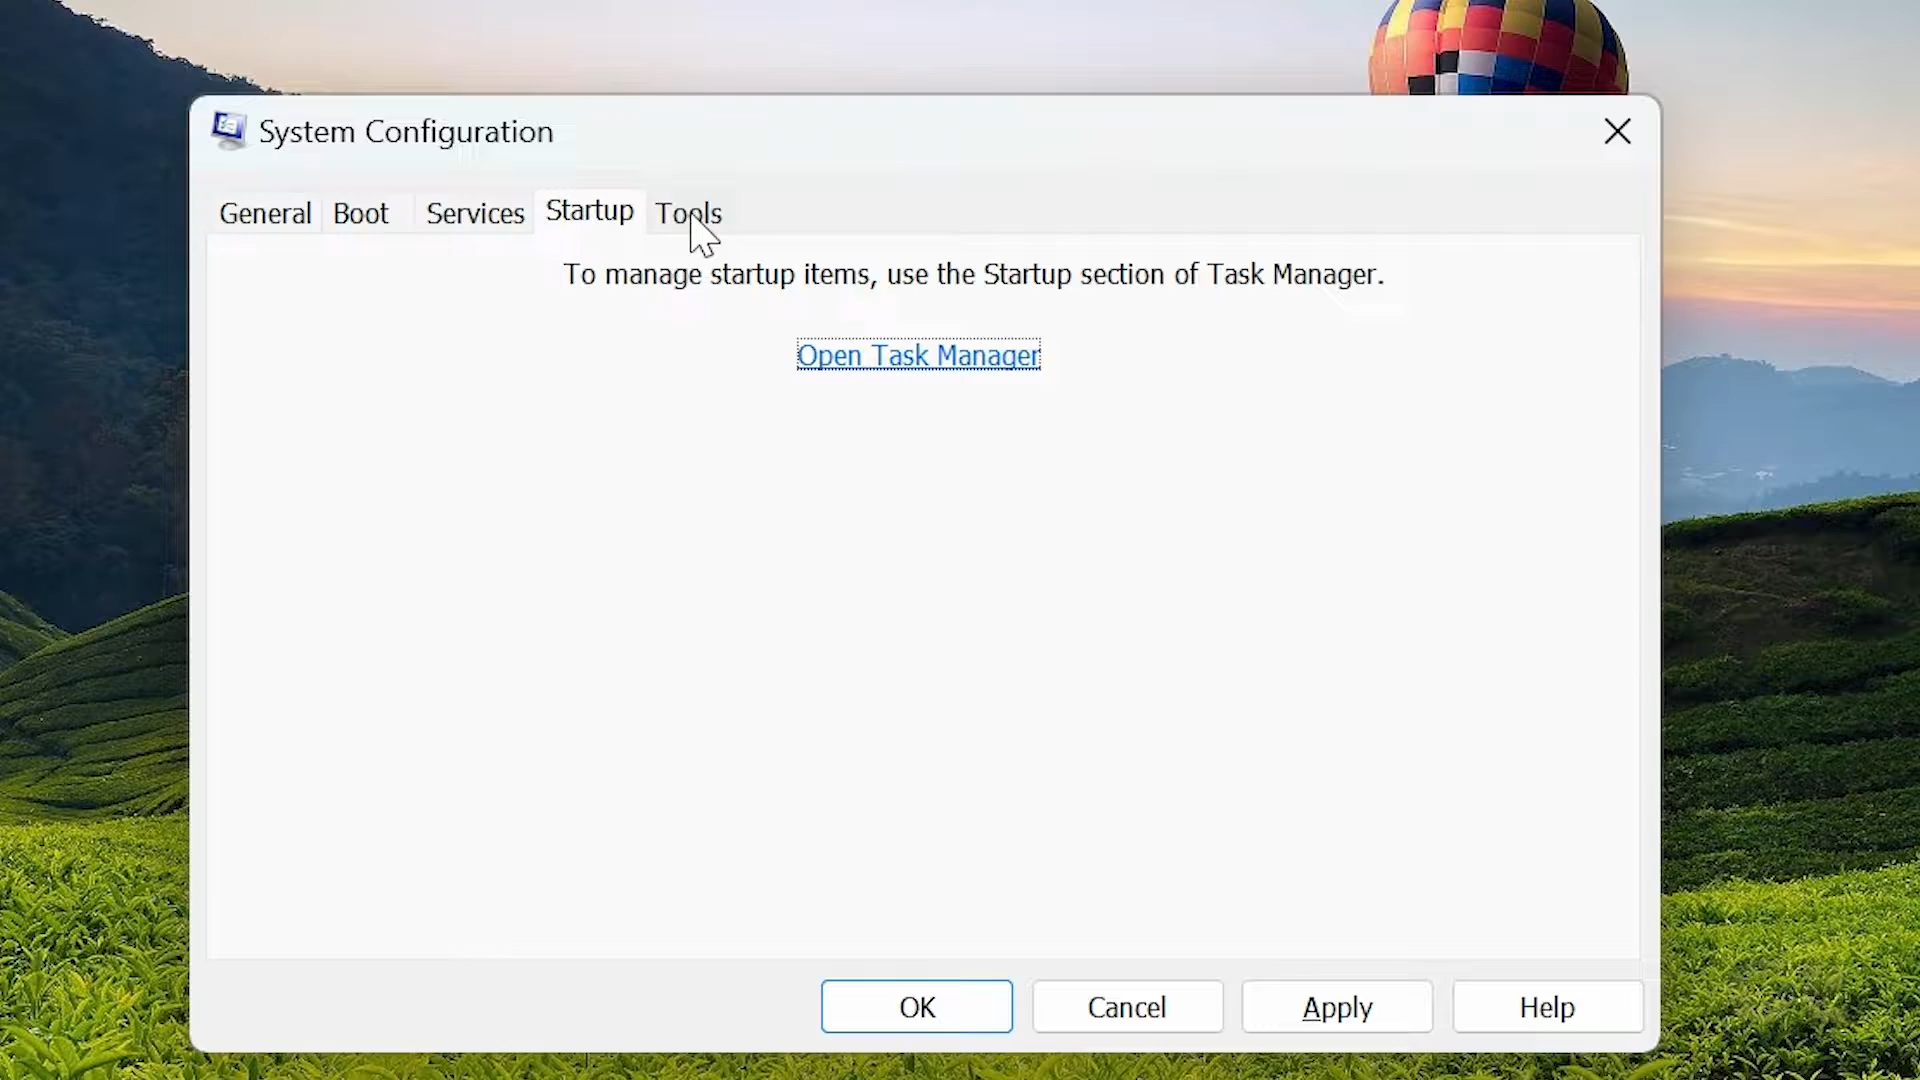 System Configuration
General Boot Services Startup Tools
To manage startup items, use the Startup section of Task Manager.
Open Task Manager
OK Cancel Apply Help